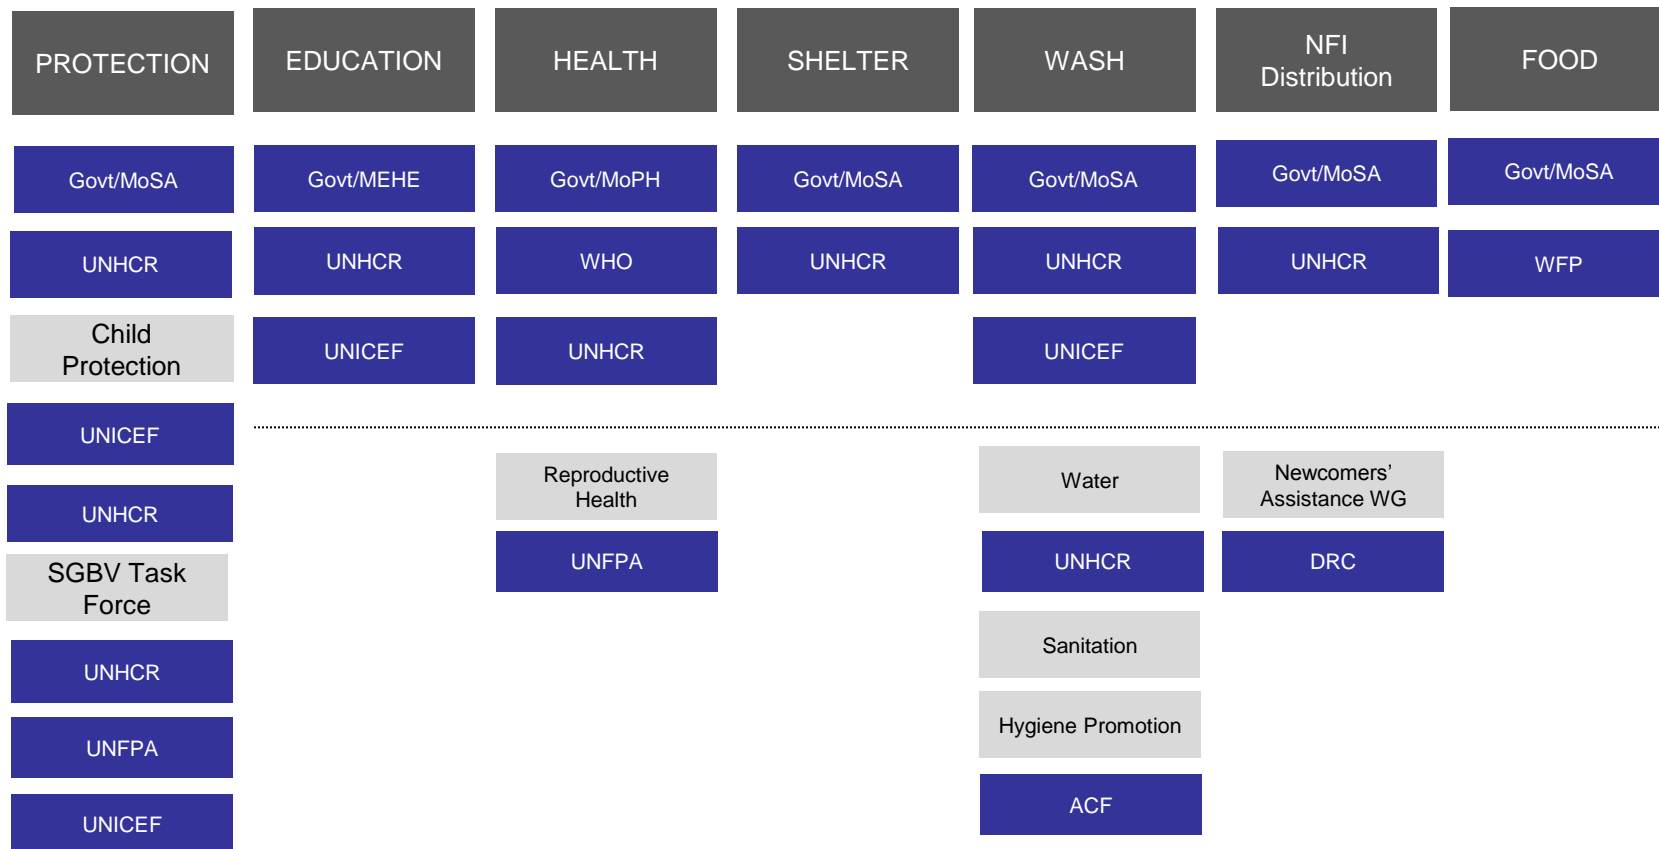 PROTECTION
EDUCATION
HEALTH
SHELTER
WASH
NFI
Distribution
FOOD
Govt/MoSA
Govt/MEHE
Govt/MoPH
Govt/MoSA
Govt/MoSA
Govt/MoSA
Govt/MoSA
UNHCR
UNHCR
WHO
UNHCR
UNHCR
UNHCR
WFP
Child
Protection
UNICEF
UNHCR
UNICEF
UNICEF
Reproductive
Health
Water
Newcomers’
Assistance WG
UNHCR
UNFPA
UNHCR
DRC
SGBV Task
Force
Sanitation
UNHCR
Hygiene Promotion
UNFPA
ACF
UNICEF